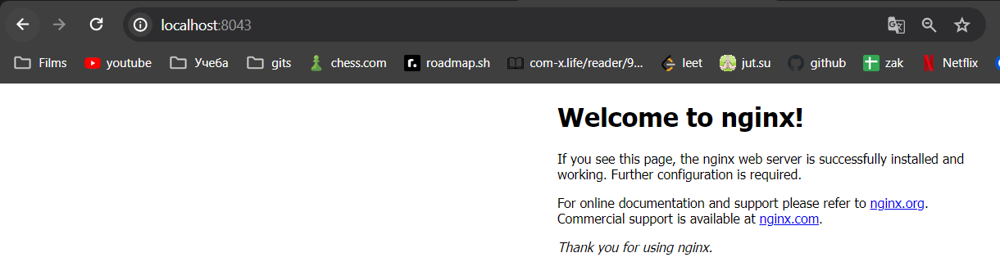 localhost:8043
Films youtube Учеба gits chess.com roadmap.sh com-x.life/reader/9... leet jut.su github zak Netflix
Welcome to nginx!
If you see this page, the nginx web server is successfully installed and
working. Further configuration is required.
For online documentation and support please refer to nginx.org.
Commercial support is available at nginx.com.
Thank you for using nginx.